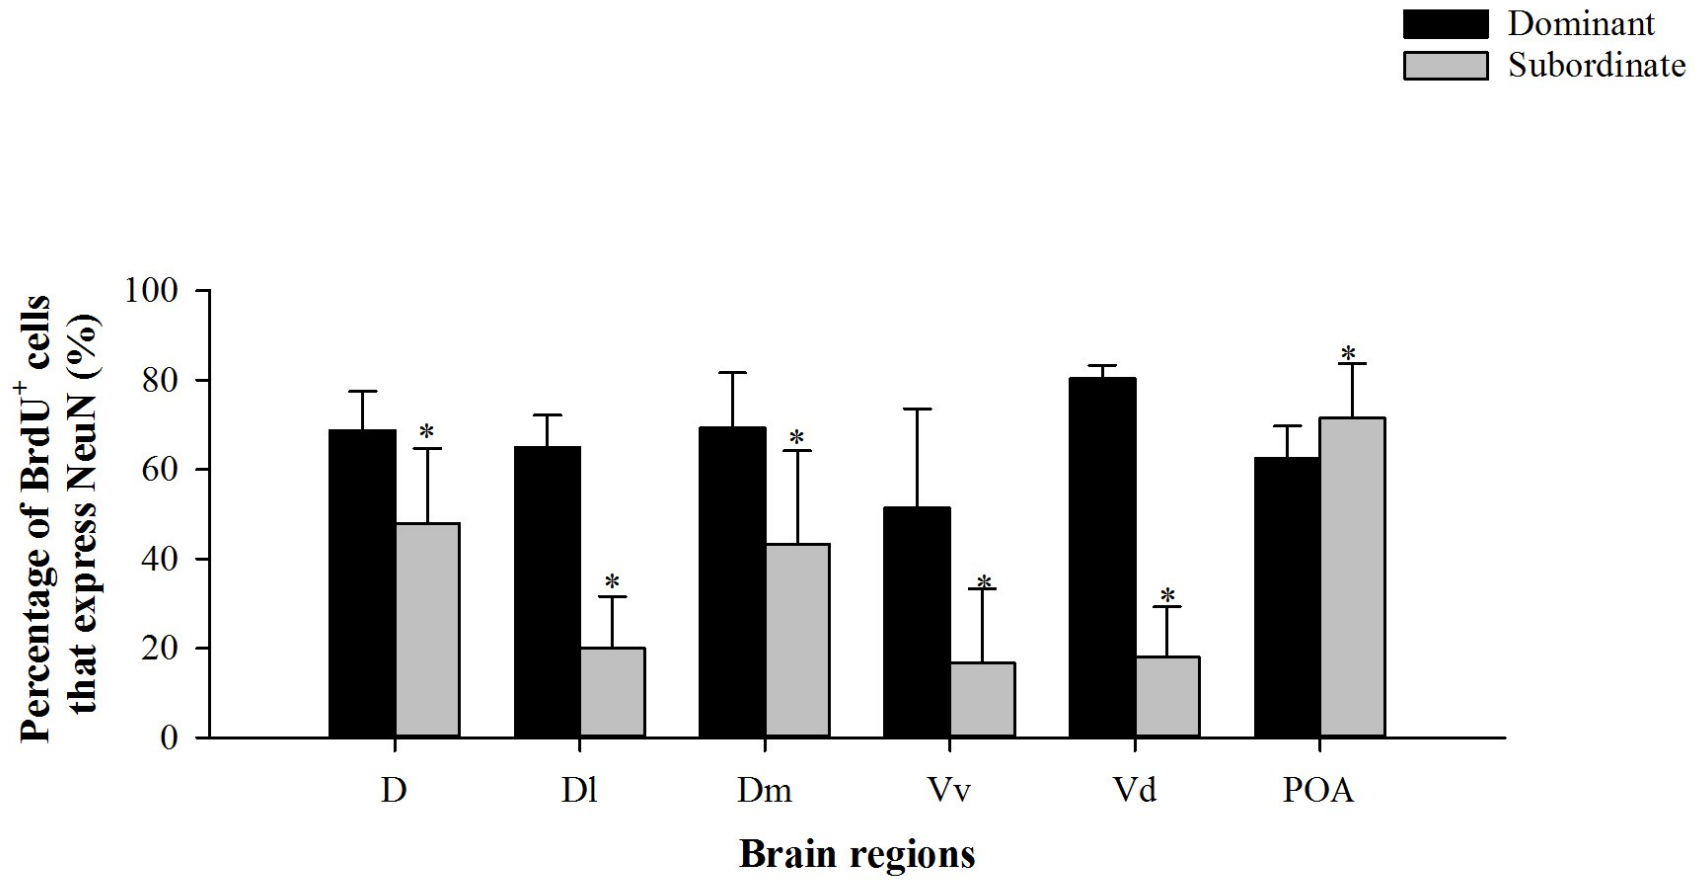 Dominant
Subordinate
Percentage of BrdU⁺ cells
that express NeuN (%)
100
80
60
40
20
0
*
*
*
*
*
*
D Dl Dm Vv Vd POA
Brain regions